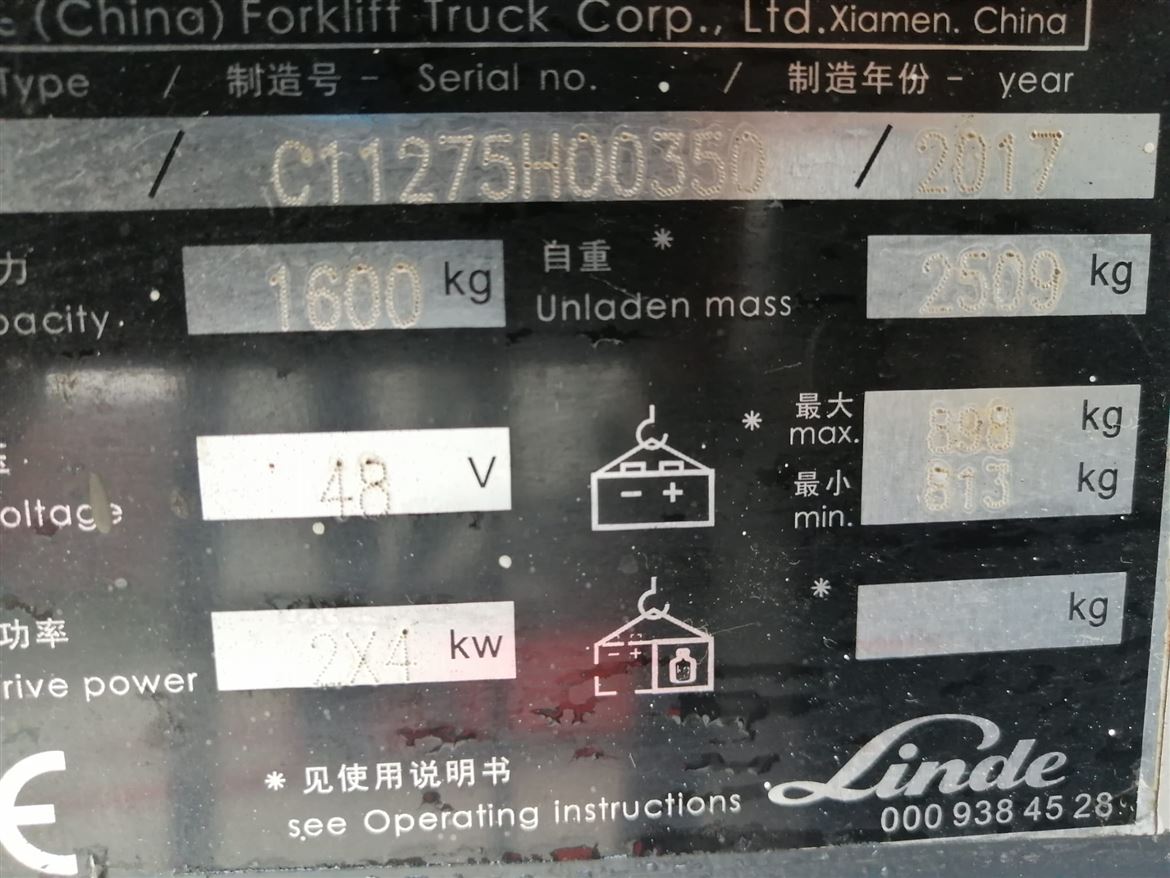 e (China) Forklift Truck Corp., Ltd.Xiamen. China
Type / 制造号 - Serial no. / 制造年份 - year
/ C11275H00350 / 2017
力 1600 kg 自重 * 2509 kg
pacity Unladen mass
* 最大 max. 898 kg
48 V
oltage
最小 min. 813 kg
- +
* kg
功率 2X4 kw
rive power
- +
CE
* 见使用说明书
see Operating instructions
Linde
000 938 45 28